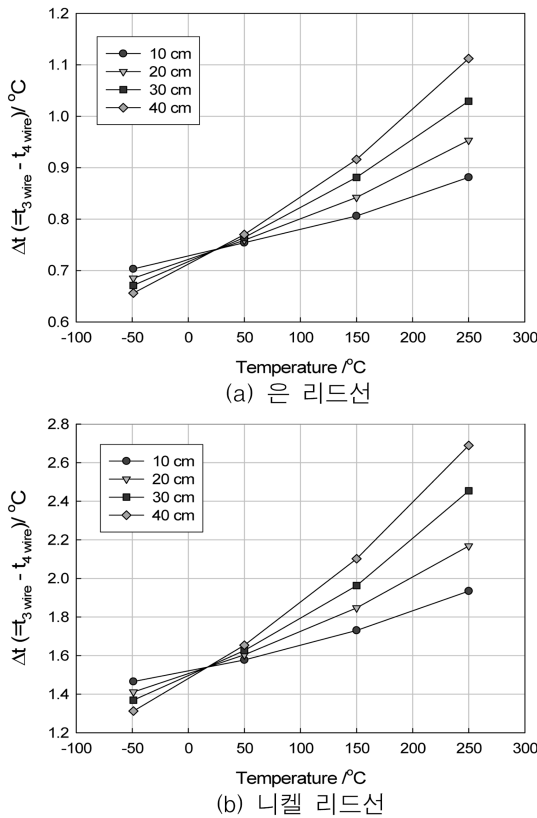 1.2
1.1
1.0
0.9
0.8
0.7
0.6
10 cm
20 cm
30 cm
40 cm
Δt (=t3 wire - t4 wire)/ °C
-100 -50 0 50 100 150 200 250 300
Temperature /°C
(a) 은 리드선
2.8
2.6
2.4
2.2
2.0
1.8
1.6
1.4
1.2
10 cm
20 cm
30 cm
40 cm
Δt (=t3 wire - t4 wire)/ °C
-100 -50 0 50 100 150 200 250 300
Temperature /°C
(b) 니켈 리드선